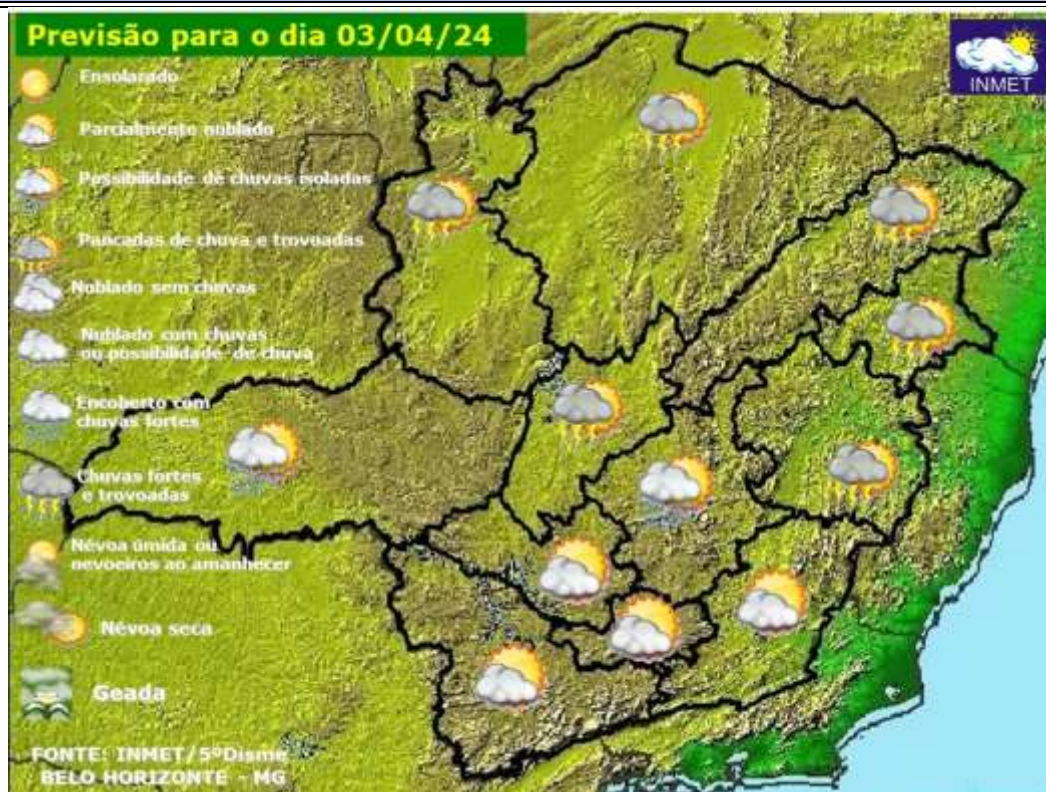 Previsão para o dia 03/04/24
INMET
Ensolarado
Parcialmente nublado
Possibilidade de chuvas isoladas
Pancadas de chuva e trovoadas
Noblado sem chuvas
Nublado com chuvas
ou possibilidade de chuva
Encoberto com
chuvas fortes
Chuvas fortes
e trovoadas
Névoa úmida ou
nevoeiros ao amanhecer
Névoa seca
Geada
FONTE: INMET/5ºDisme
BELO HORIZONTE - MG